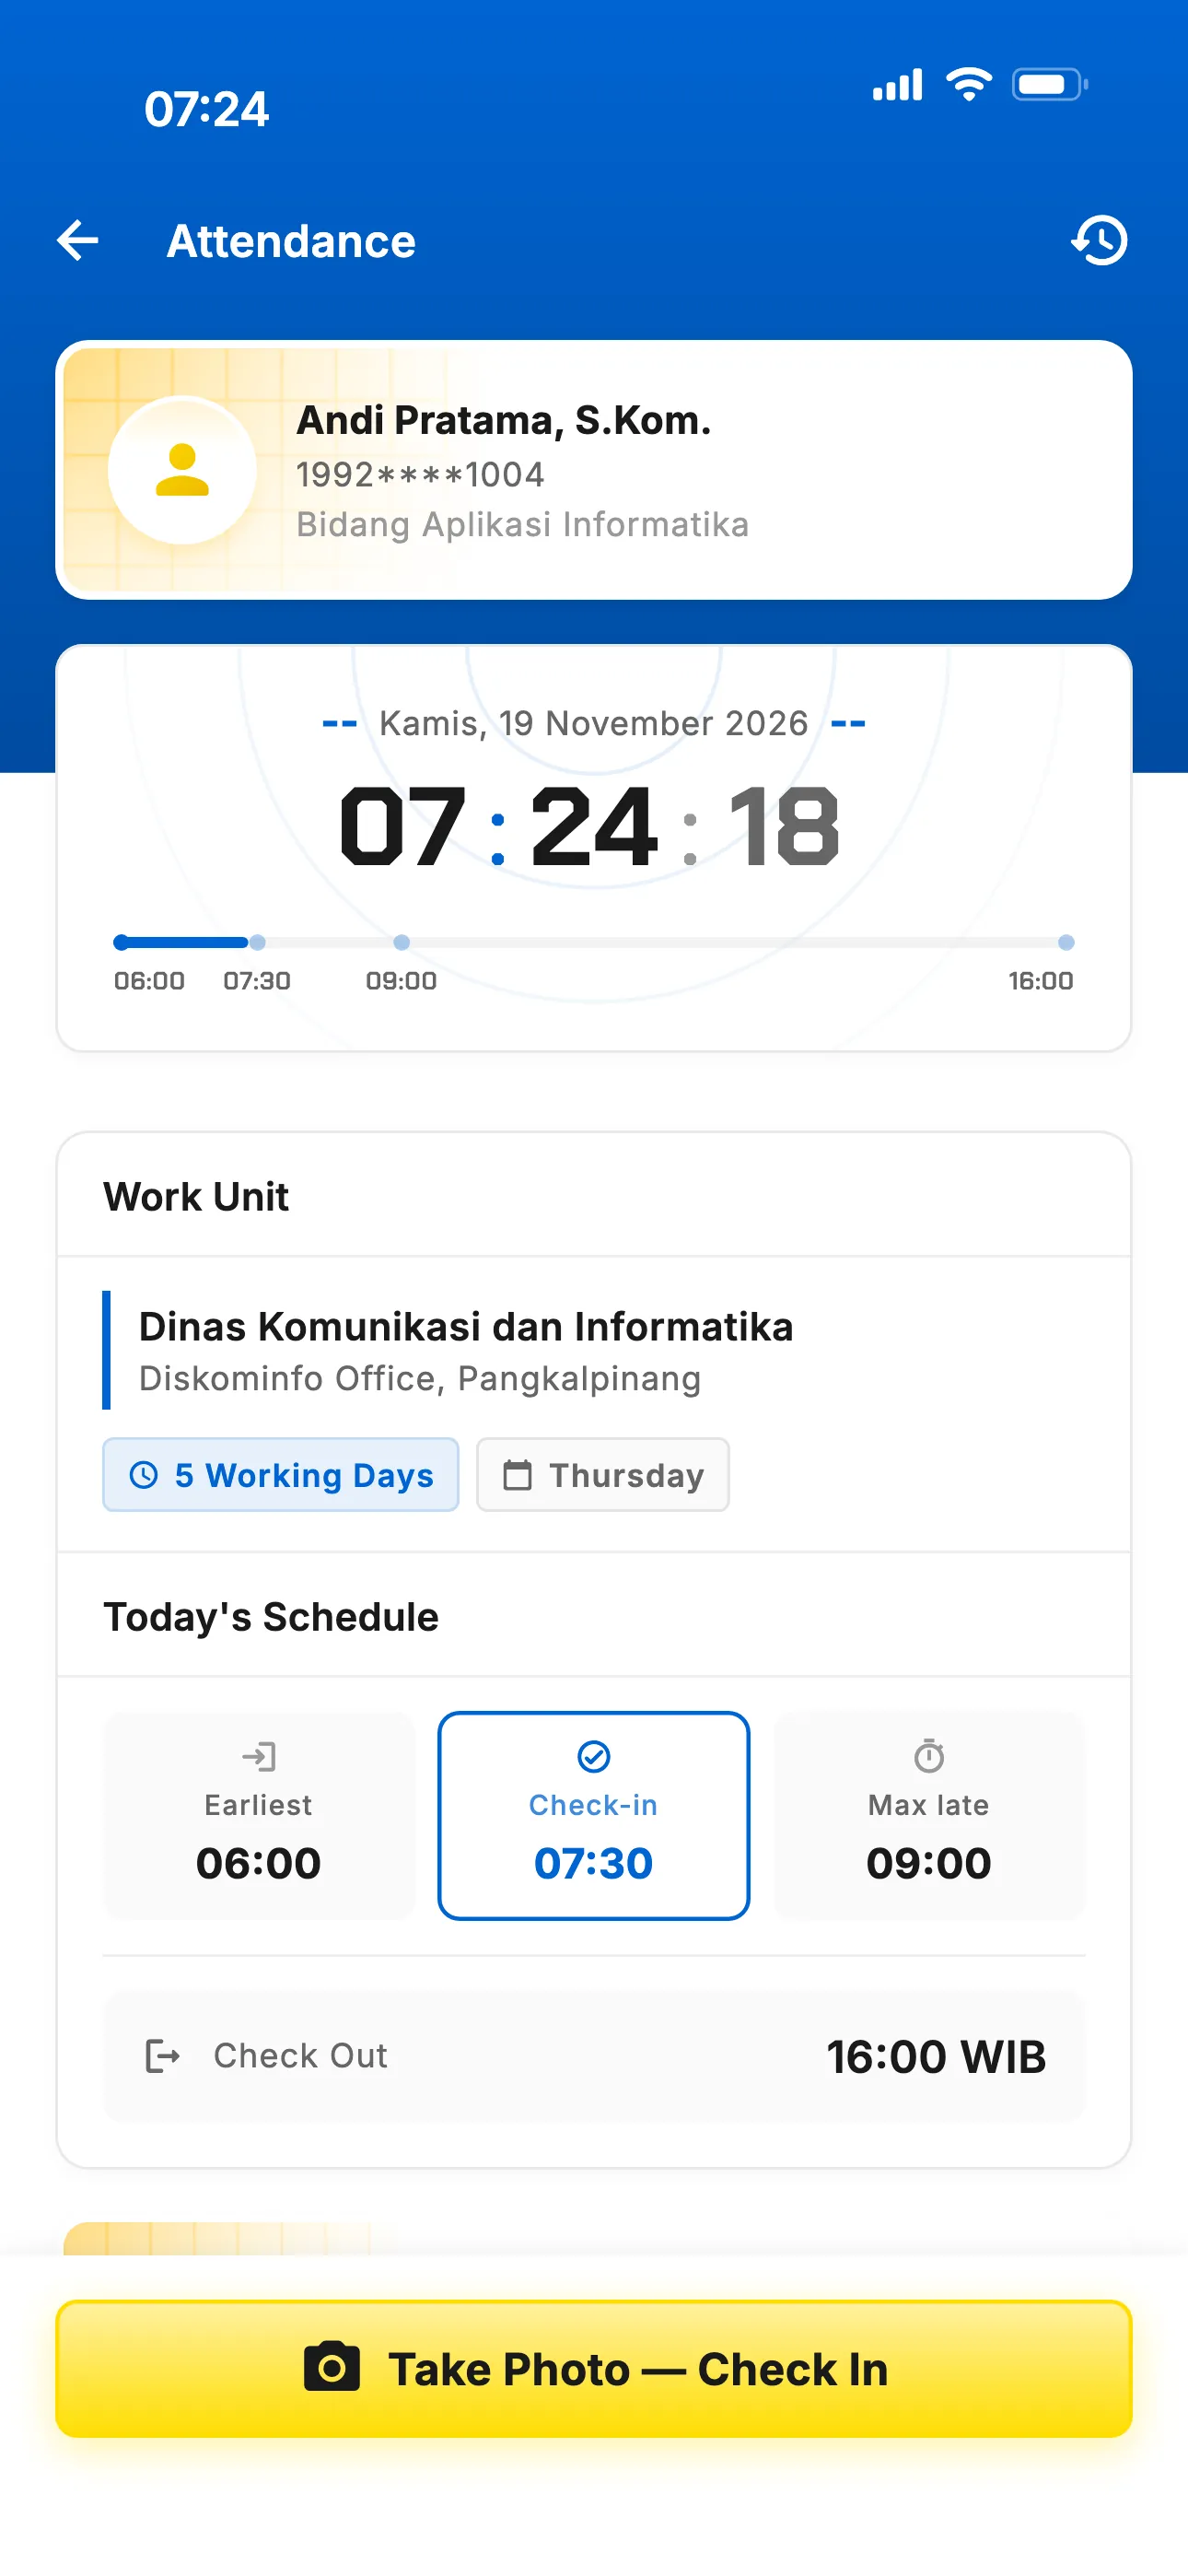 07:24
Attendance
Andi Pratama, S.Kom.
1992****1004
Bidang Aplikasi Informatika
-- Kamis, 19 November 2026 --
07 : 24 : 18
06:00 07:30 09:00 16:00
Work Unit
Dinas Komunikasi dan Informatika
Diskominfo Office, Pangkalpinang
5 Working Days Thursday
Today's Schedule
Earliest Check-in Max late
06:00 07:30 09:00
Check Out 16:00 WIB
Take Photo — Check In